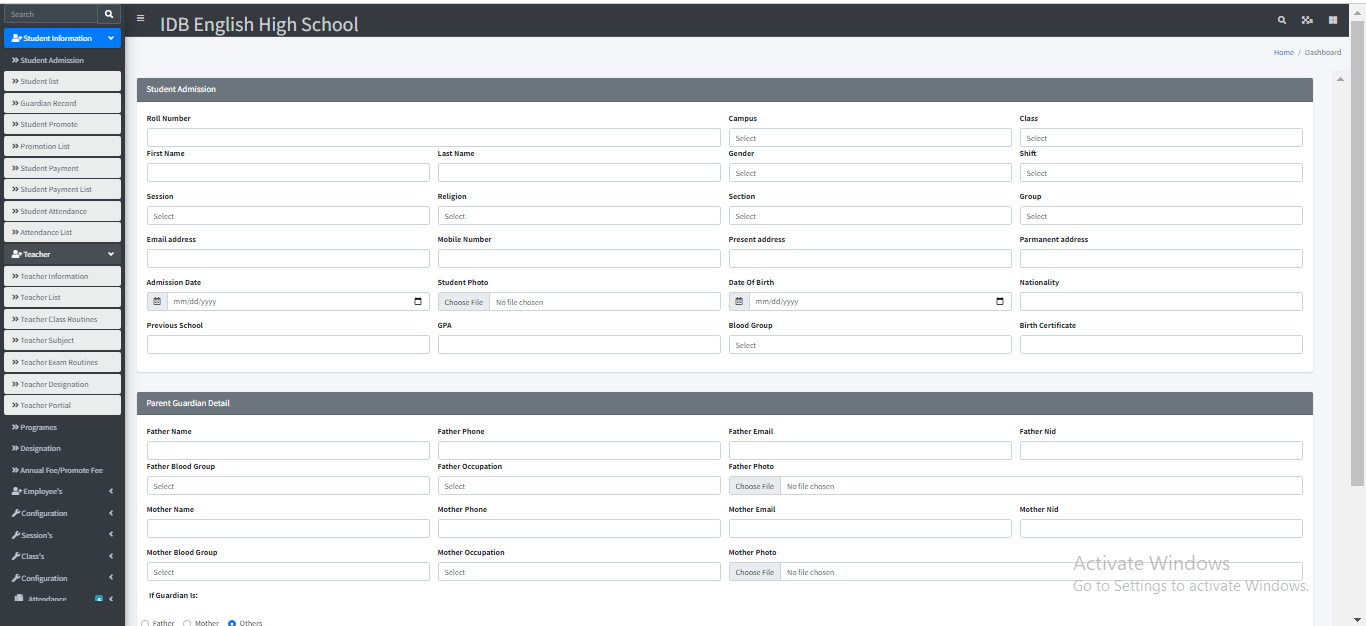 Search
IDB English High School
Home / Dashboard
Student Information
Student Admission
Student list
Guardian Record
Student Promote
Promotion List
Student Payment
Student Payment List
Student Attendance
Attendance List
Teacher
Teacher Information
Teacher List
Teacher Class Routines
Teacher Subject
Teacher Exam Routines
Teacher Designation
Teacher Portial
Programes
Designation
Annual Fee/Promote Fee
Employee's
Configuration
Session's
Class's
Configuration
Attendance
Student Admission
Roll Number Campus Class
Select Select
First Name Last Name Gender Shift
Select Select
Session Religion Section Group
Select Select Select Select
Email address Mobile Number Present address Parmanent address
Admission Date Student Photo Date Of Birth Nationality
mm/dd/yyyy Choose File No file chosen mm/dd/yyyy
Previous School GPA Blood Group Birth Certificate
Select
Parent Guardian Detail
Father Name Father Phone Father Email Father Nid
Father Blood Group Father Occupation Father Photo
Select Select Choose File No file chosen
Mother Name Mother Phone Mother Email Mother Nid
Mother Blood Group Mother Occupation Mother Photo
Select Select Choose File No file chosen
If Guardian Is:
Father Mother Others
Activate Windows
Go to Settings to activate Windows.